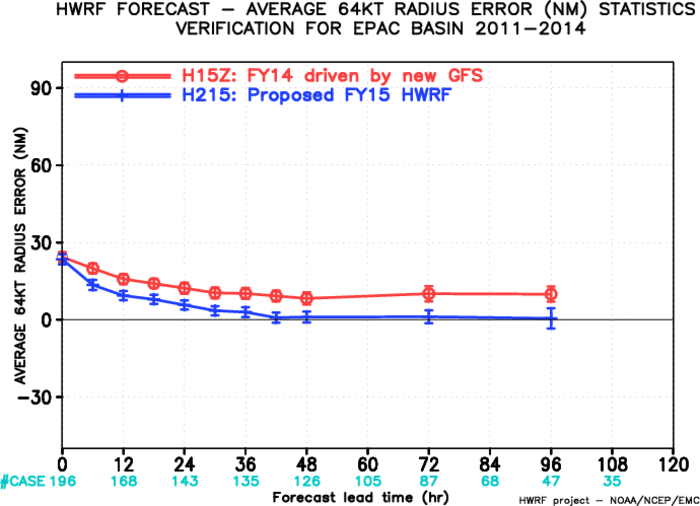 HWRF FORECAST – AVERAGE 64KT RADIUS ERROR (NM) STATISTICS
VERIFICATION FOR EPAC BASIN 2011–2014
H15Z: FY14 driven by new GFS
H215: Proposed FY15 HWRF
AVERAGE 64KT RADIUS ERROR (NM)
90
60
30
0
–30
0 12 24 36 48 60 72 84 96 108 120
#CASE 196 168 143 135 126 105 87 68 47 35
Forecast lead time (hr)
HWRF project – NOAA/NCEP/EMC